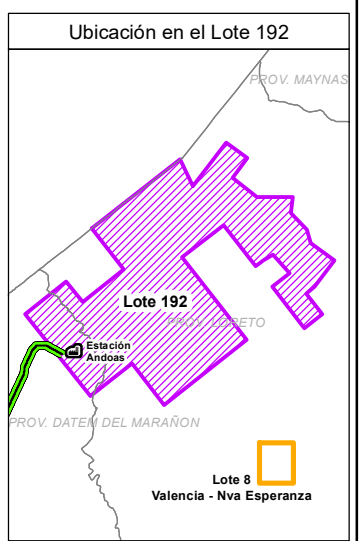 Ubicación en el Lote 192
PROV. MAYNAS
Lote 192
PROV. LORETO
Estación
Andoas
PROV. DATEM DEL MARAÑON
Lote 8
Valencia - Nva Esperanza